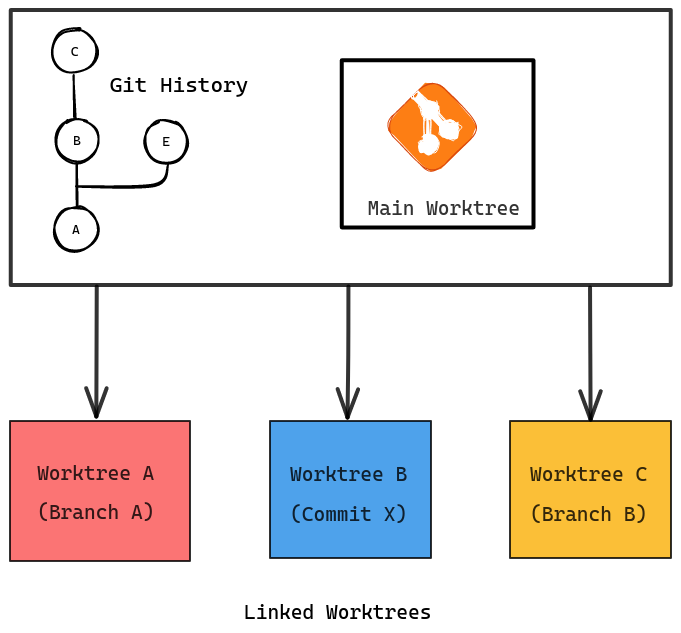 C
Git History
B
E
A
Main Worktree
Worktree A
(Branch A)
Worktree B
(Commit X)
Worktree C
(Branch B)
Linked Worktrees